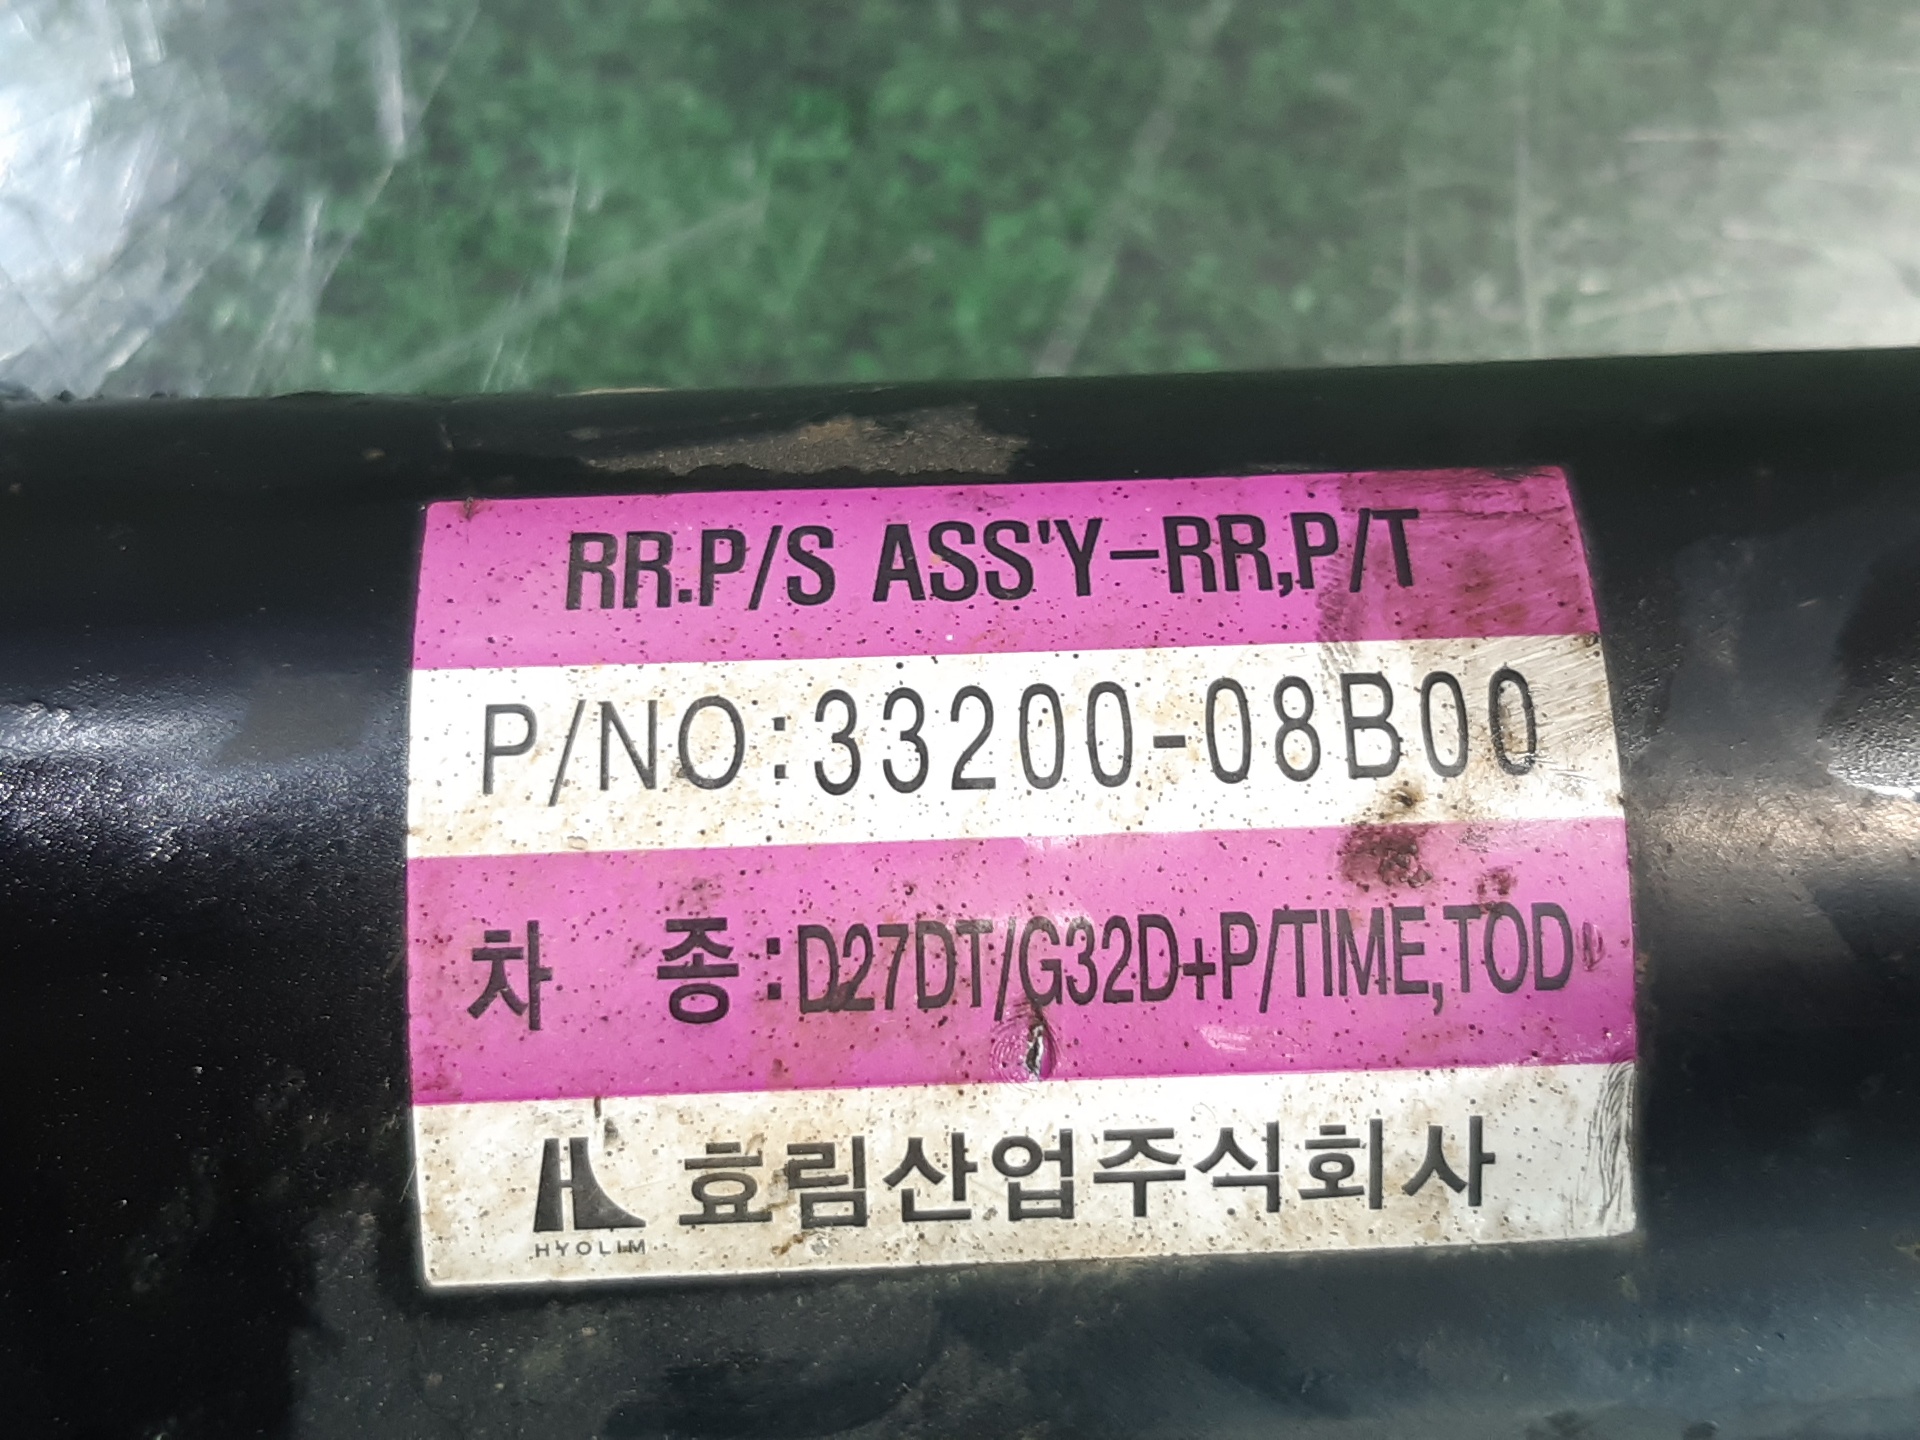 RR.P/S ASS'Y-RR,P/T
P/NO:33200-08B00
차 종:D27DT/G32D+P/TIME,TOD
효림산업주식회사
HYOLIM